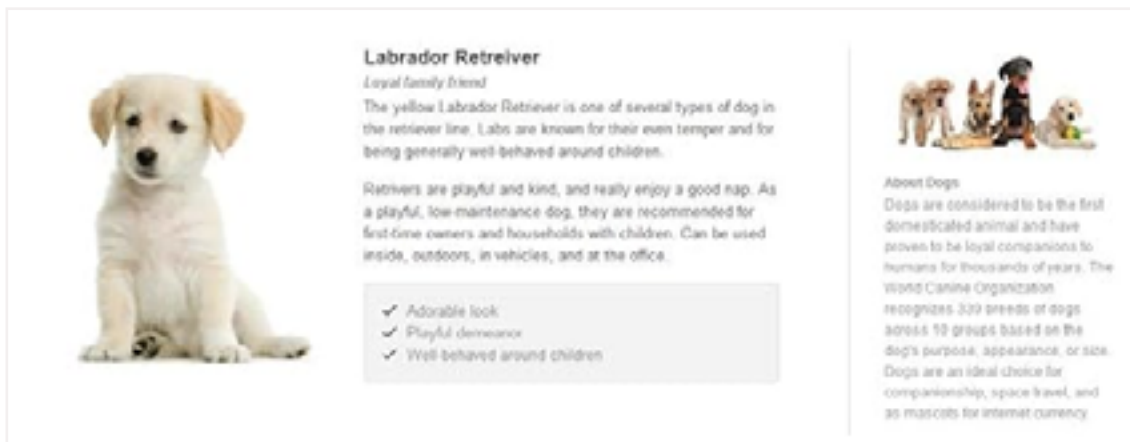 Labrador Retreiver
Loyal family friend
The yellow Labrador Retriever is one of several types of dog in
the retriever line. Labs are known for their even temper and for
being generally well-behaved around children.
Retrivers are playful and kind, and really enjoy a good nap. As
a playful, low-maintenance dog, they are recommended for
first-time owners and households with children. Can be used
inside, outdoors, in vehicles, and at the office.
Adorable look
Playful demeanor
Well-behaved around children
About Dogs
Dogs are considered to be the first
domesticated animal and have
proven to be loyal companions to
humans for thousands of years. The
World Canine Organization
recognizes 339 breeds of dogs
across 10 groups based on the
dog's purpose, appearance, or size.
Dogs are an ideal choice for
companionship, space travel, and
as mascots for internet currency.